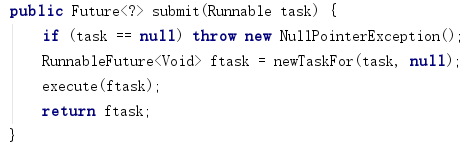 public Future<?> submit(Runnable task) {
    if (task == null) throw new NullPointerException();
    RunnableFuture<Void> ftask = newTaskFor(task, null);
    execute(ftask);
    return ftask;
}